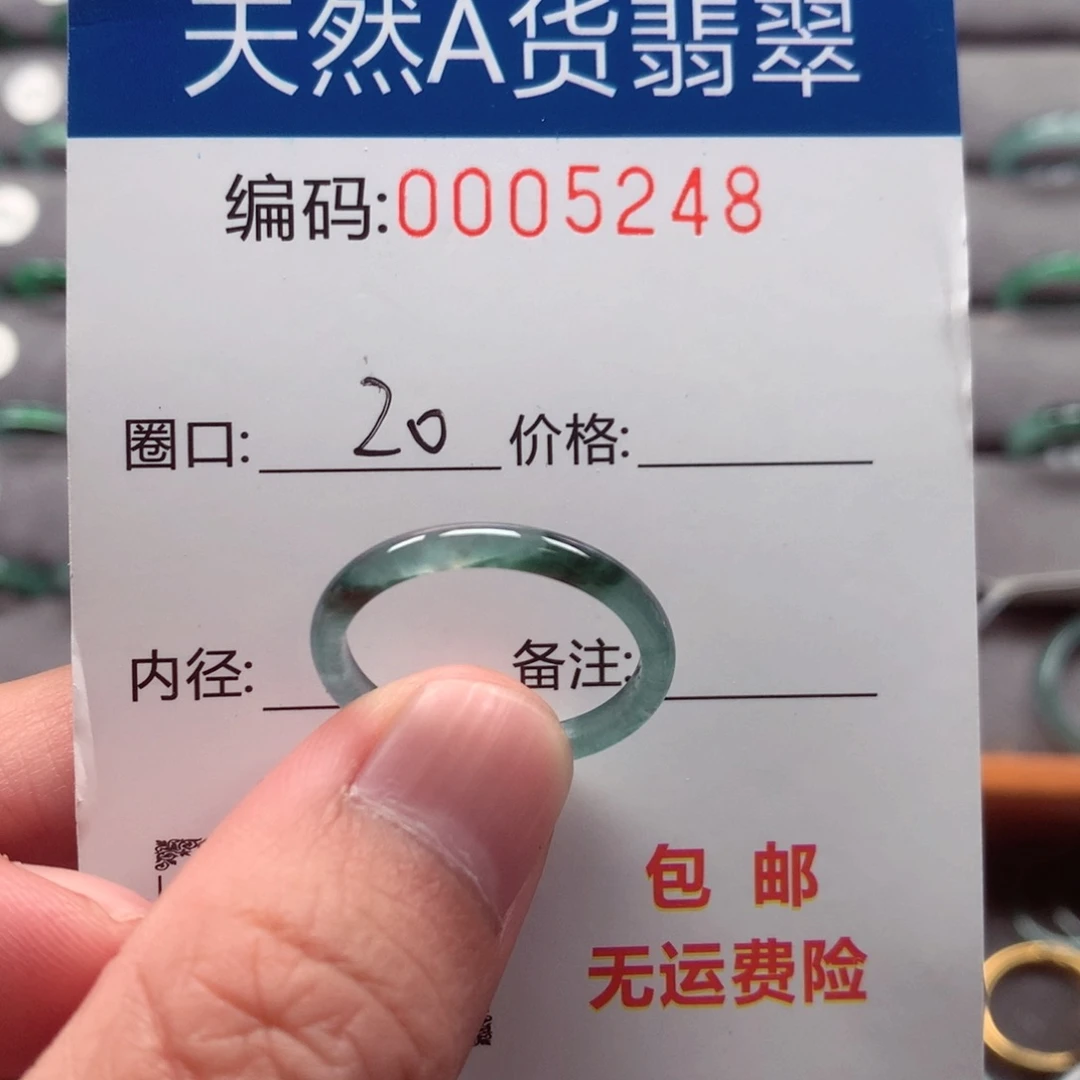 天然A货翡翠
编码:0005248
圈口: 20 价格:
内径: 备注:
包邮
无运费险